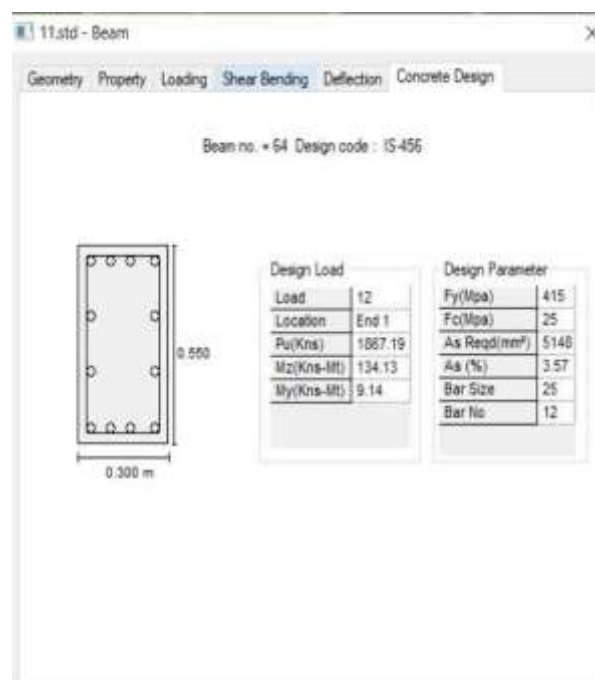 11.std - Beam
Geometry Property Loading Shear Bending Deflection Concrete Design
Beam no. = 64 Design code : IS-456
0.550
0.300 m
Design Load
Load 12
Location End 1
Pu(Kns) 1867.19
Mz(Kns-Mt) 134.13
My(Kns-Mt) 9.14
Design Parameter
Fy(Mpa) 415
Fc(Mpa) 25
As Reqd(mm²) 5148
As (%) 3.57
Bar Size 25
Bar No 12